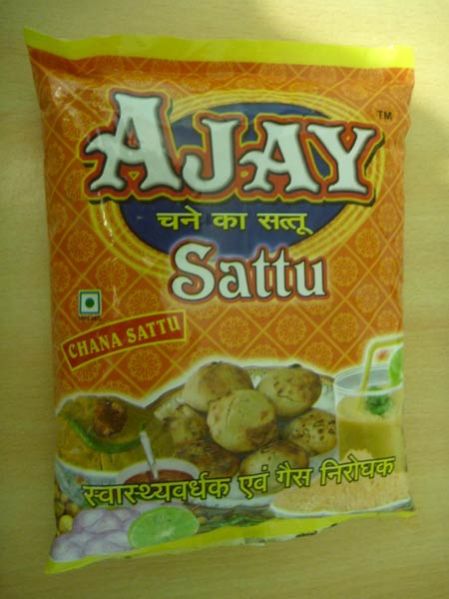 AJAY
TM
चने का सत्तू
Sattu
CHANA SATTU
स्वास्थ्यवर्धक एवं गैस निरोधक